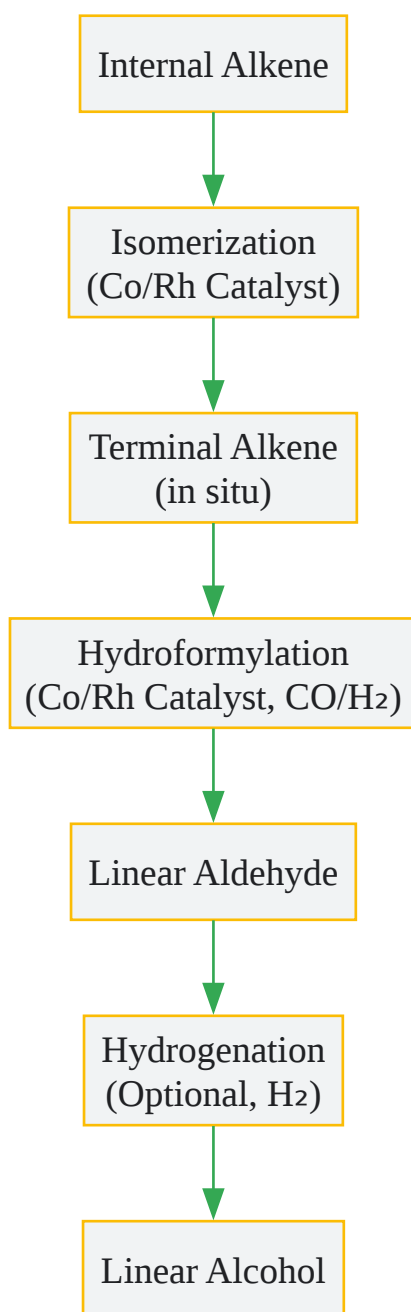 Internal Alkene
Isomerization
(Co/Rh Catalyst)
Terminal Alkene
(in situ)
Hydroformylation
(Co/Rh Catalyst, CO/H₂)
Linear Aldehyde
Hydrogenation
(Optional, H₂)
Linear Alcohol